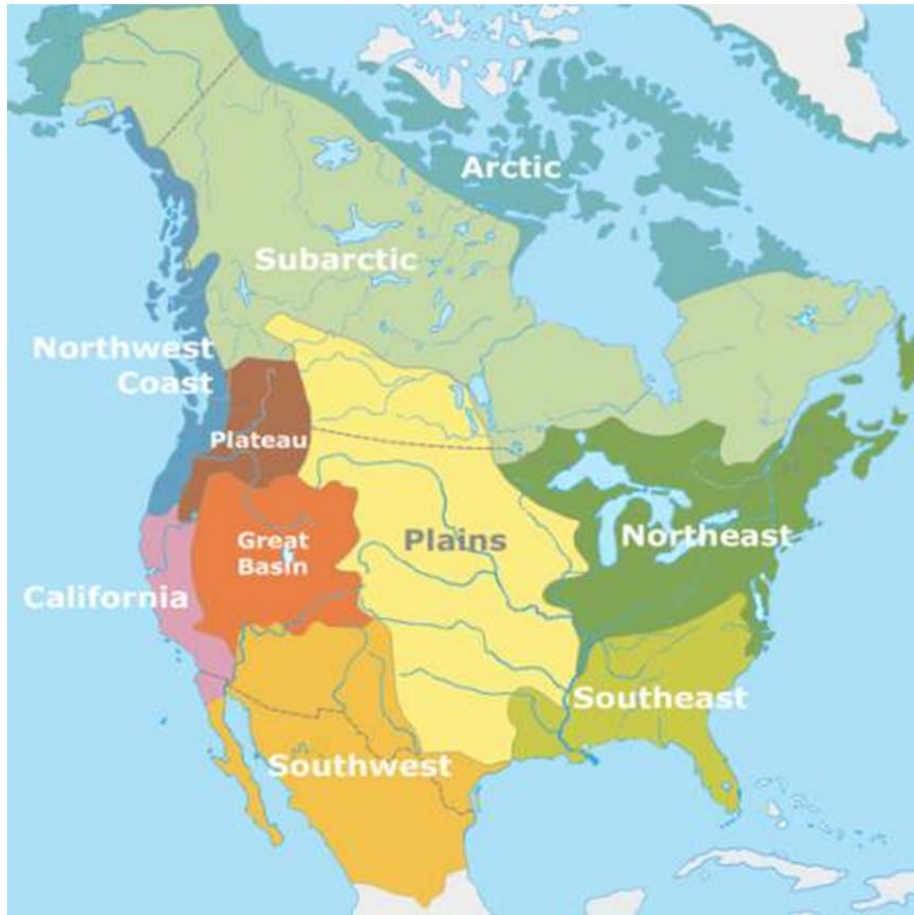 Arctic
Subarctic
Northwest
Coast
Plateau
Great
Basin
Plains
Northeast
California
Southeast
Southwest